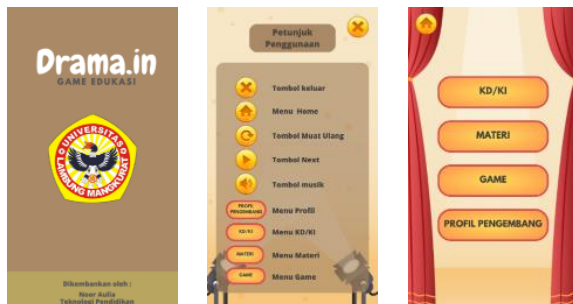 Drama.in
GAME EDUKASI
UNIVERSITAS
LAMBUNG MANGKURAT
Dikembankan oleh :
Noor Aulia
Teknologi Pendidikan
Petunjuk
Penggunaan
Tombol keluar
Menu Home
Tombol Muat Ulang
Tombol Next
Tombol musik
PROFIL
PENGEMBANG
Menu Profil
KD/KI
Menu KD/KI
MATERI
Menu Materi
GAME
Menu Game
KD/KI
MATERI
GAME
PROFIL PENGEMBANG